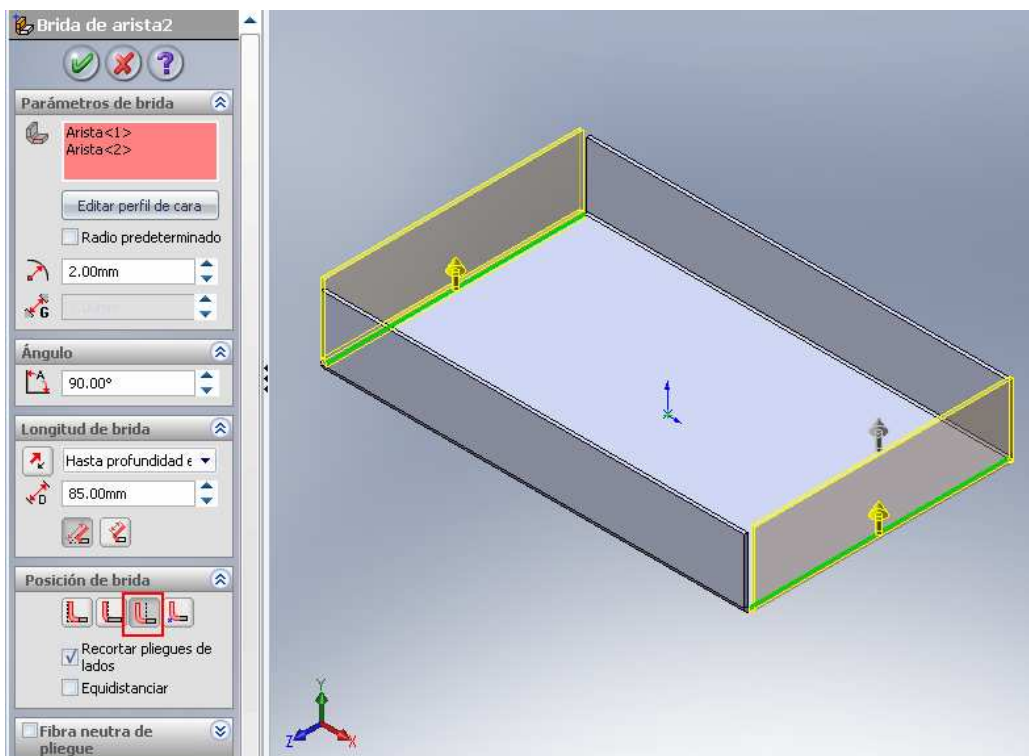 Brida de arista2
Parámetros de brida
Arista<1>
Arista<2>
Editar perfil de cara
Radio predeterminado
2.00mm
G
Ángulo
A
90.00°
Longitud de brida
Hasta profundidad e
D
85.00mm
Posición de brida
Recortar pliegues de
lados
Equidistanciar
Fibra neutra de
pliegue
Y
Z
X